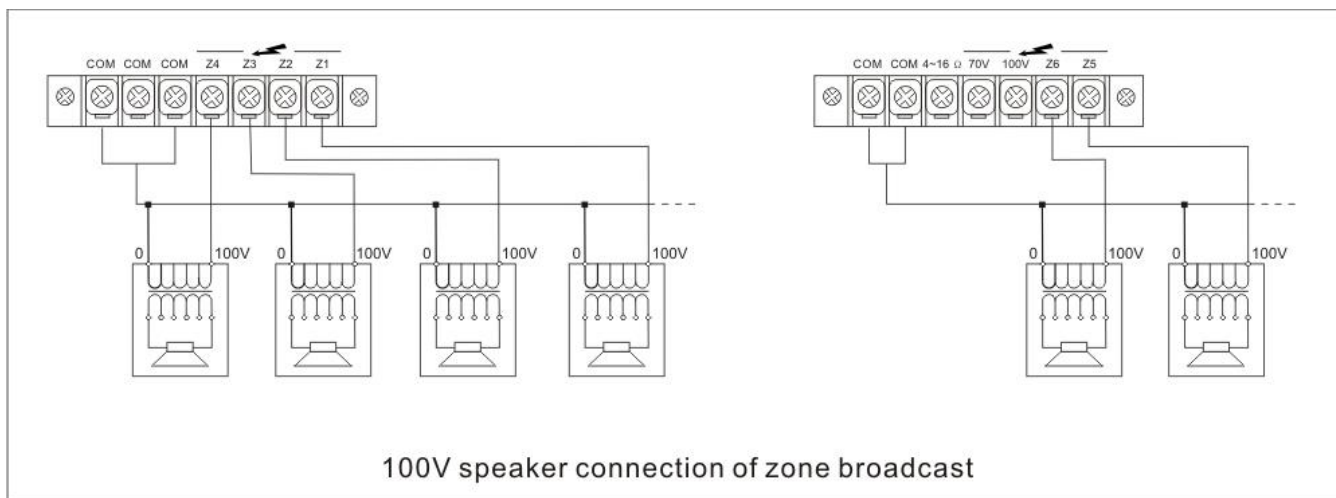 COM COM COM Z4 Z3 Z2 Z1
COM COM 4~16 Ω 70V 100V Z6 Z5
0 100V 0 100V 0 100V 0 100V
0 100V 0 100V
100V speaker connection of zone broadcast